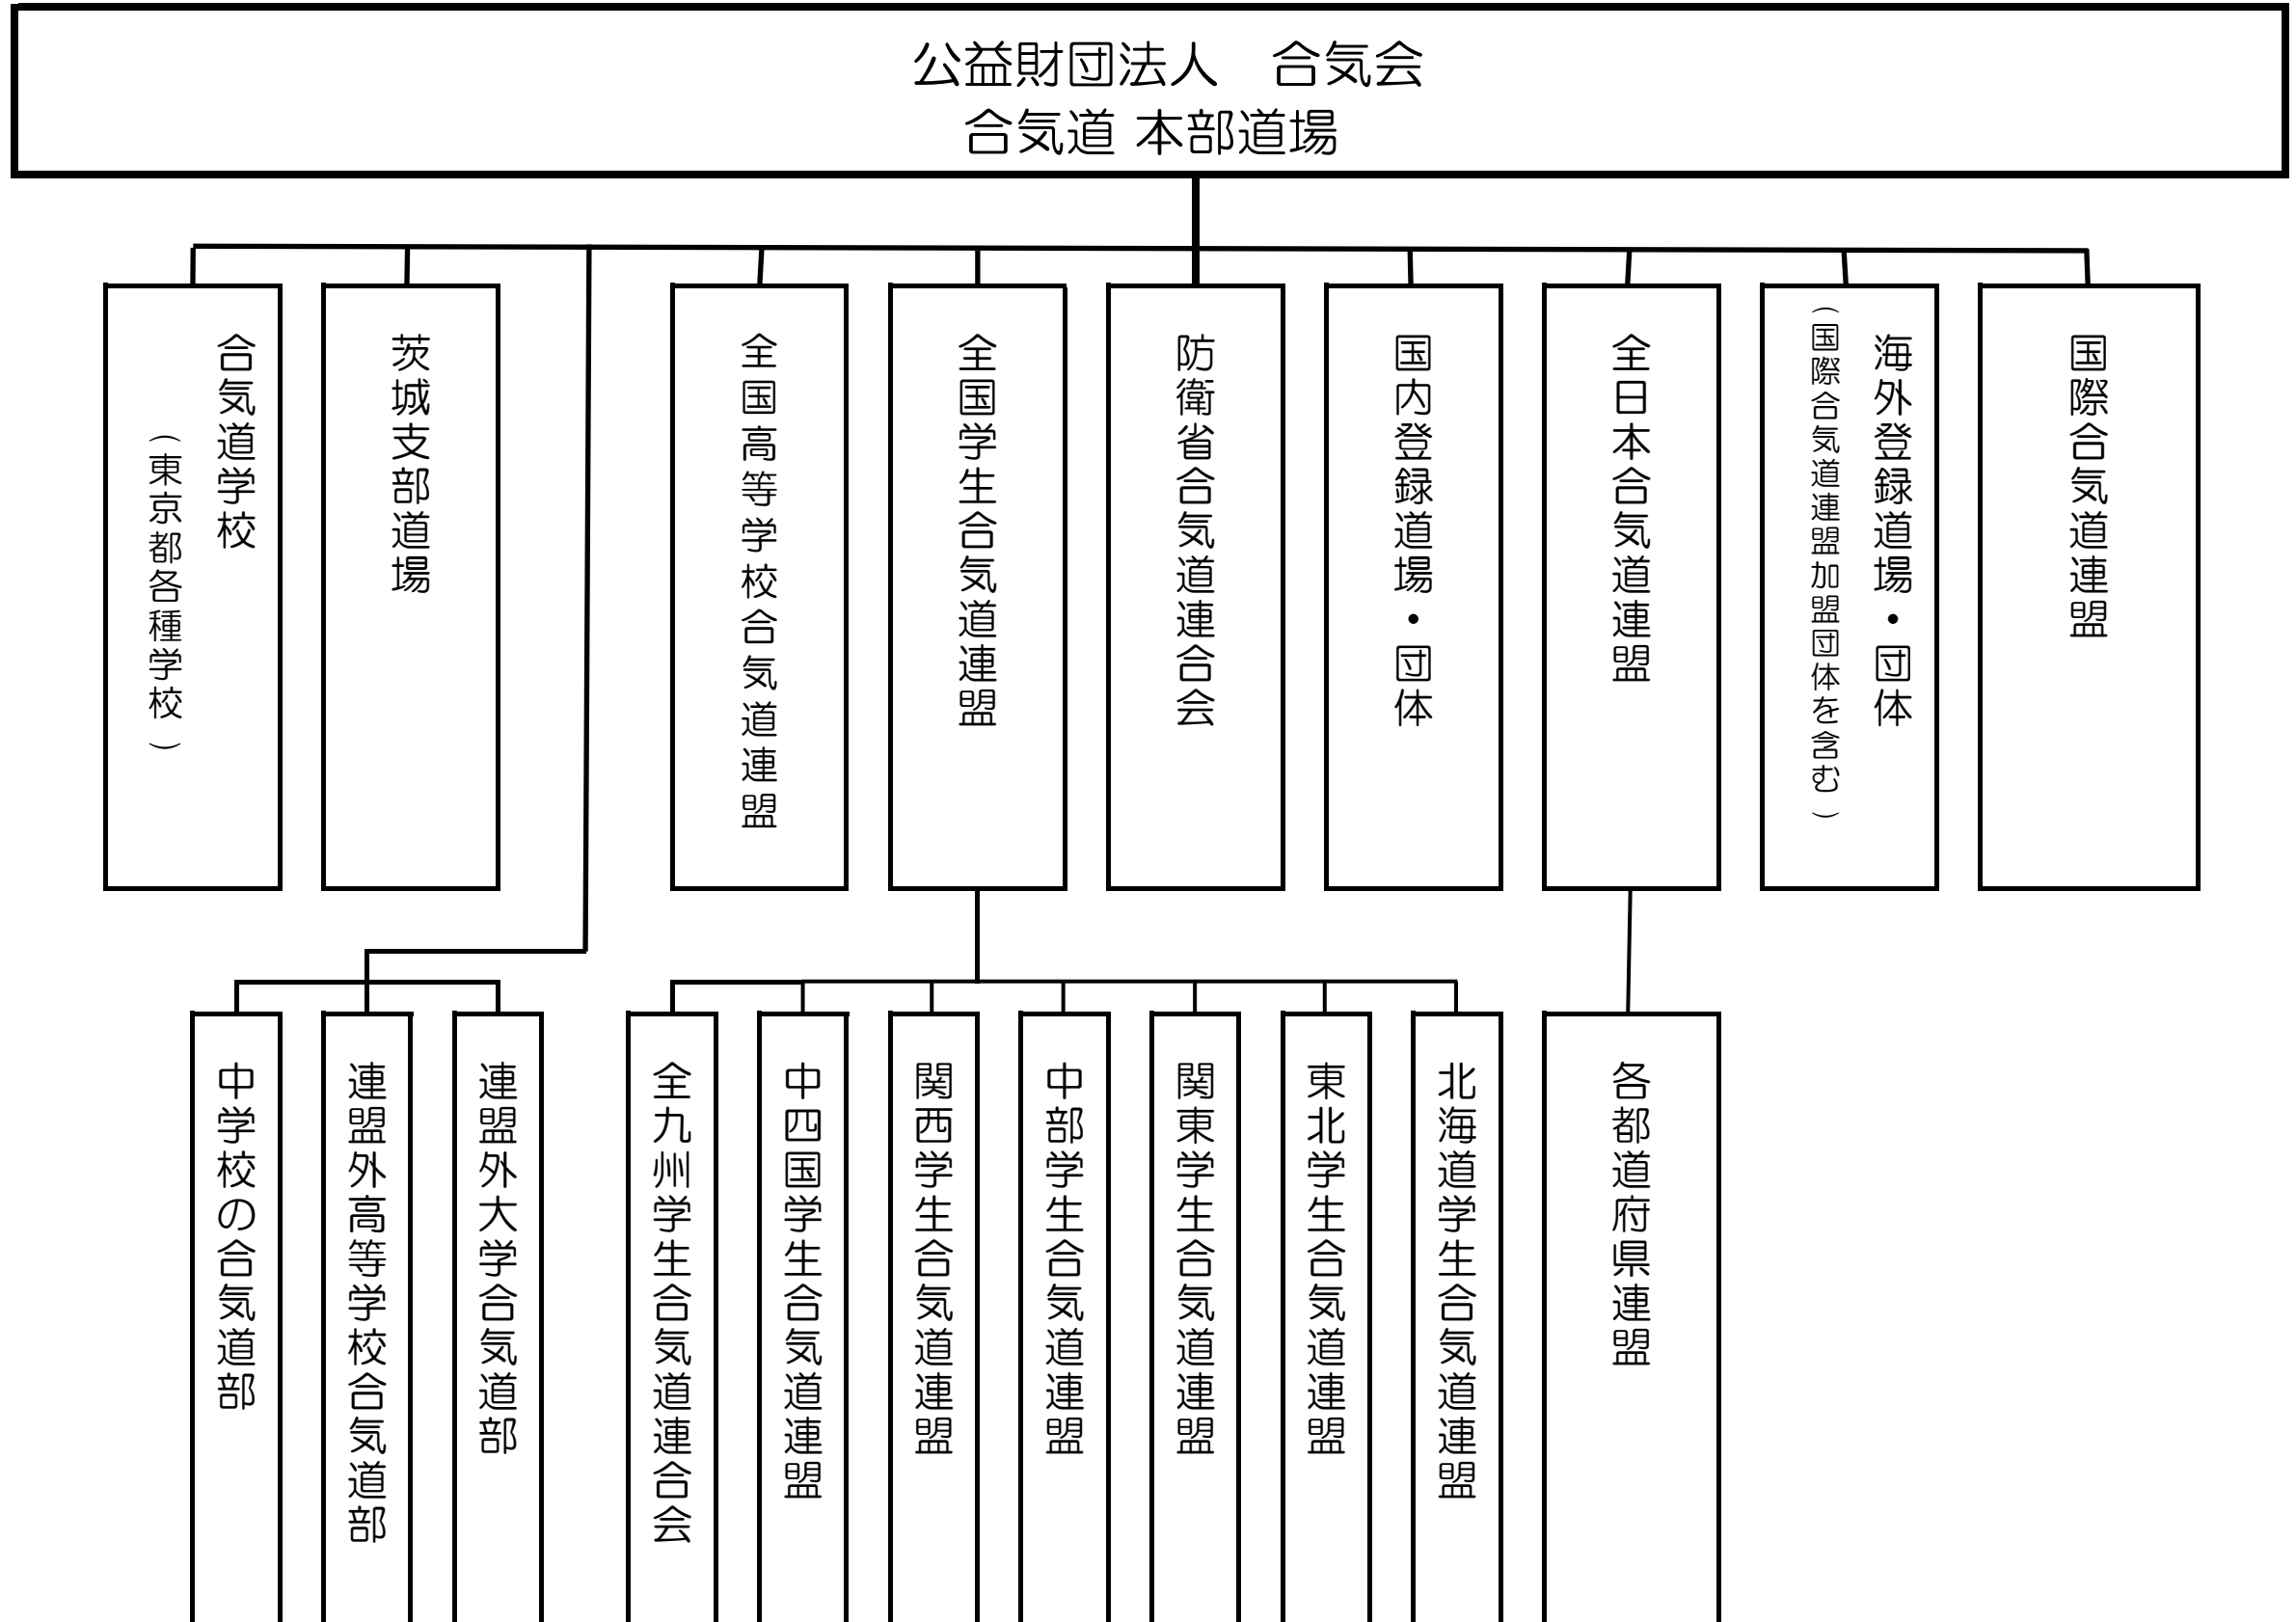 公益財団法人　合気会
合気道 本部道場
国際合気道連盟
海外登録道場・団体
（国際合気道連盟加盟団体を含む）
全日本合気道連盟
国内登録道場・団体
防衛省合気道連合会
全国学生合気道連盟
全国高等学校合気道連盟
茨城支部道場
合気道学校
（東京都各種学校）
各都道府県連盟
北海道学生合気道連盟
東北学生合気道連盟
関東学生合気道連盟
中部学生合気道連盟
関西学生合気道連盟
中四国学生合気道連盟
全九州学生合気道連合会
連盟外大学合気道部
連盟外高等学校合気道部
中学校の合気道部